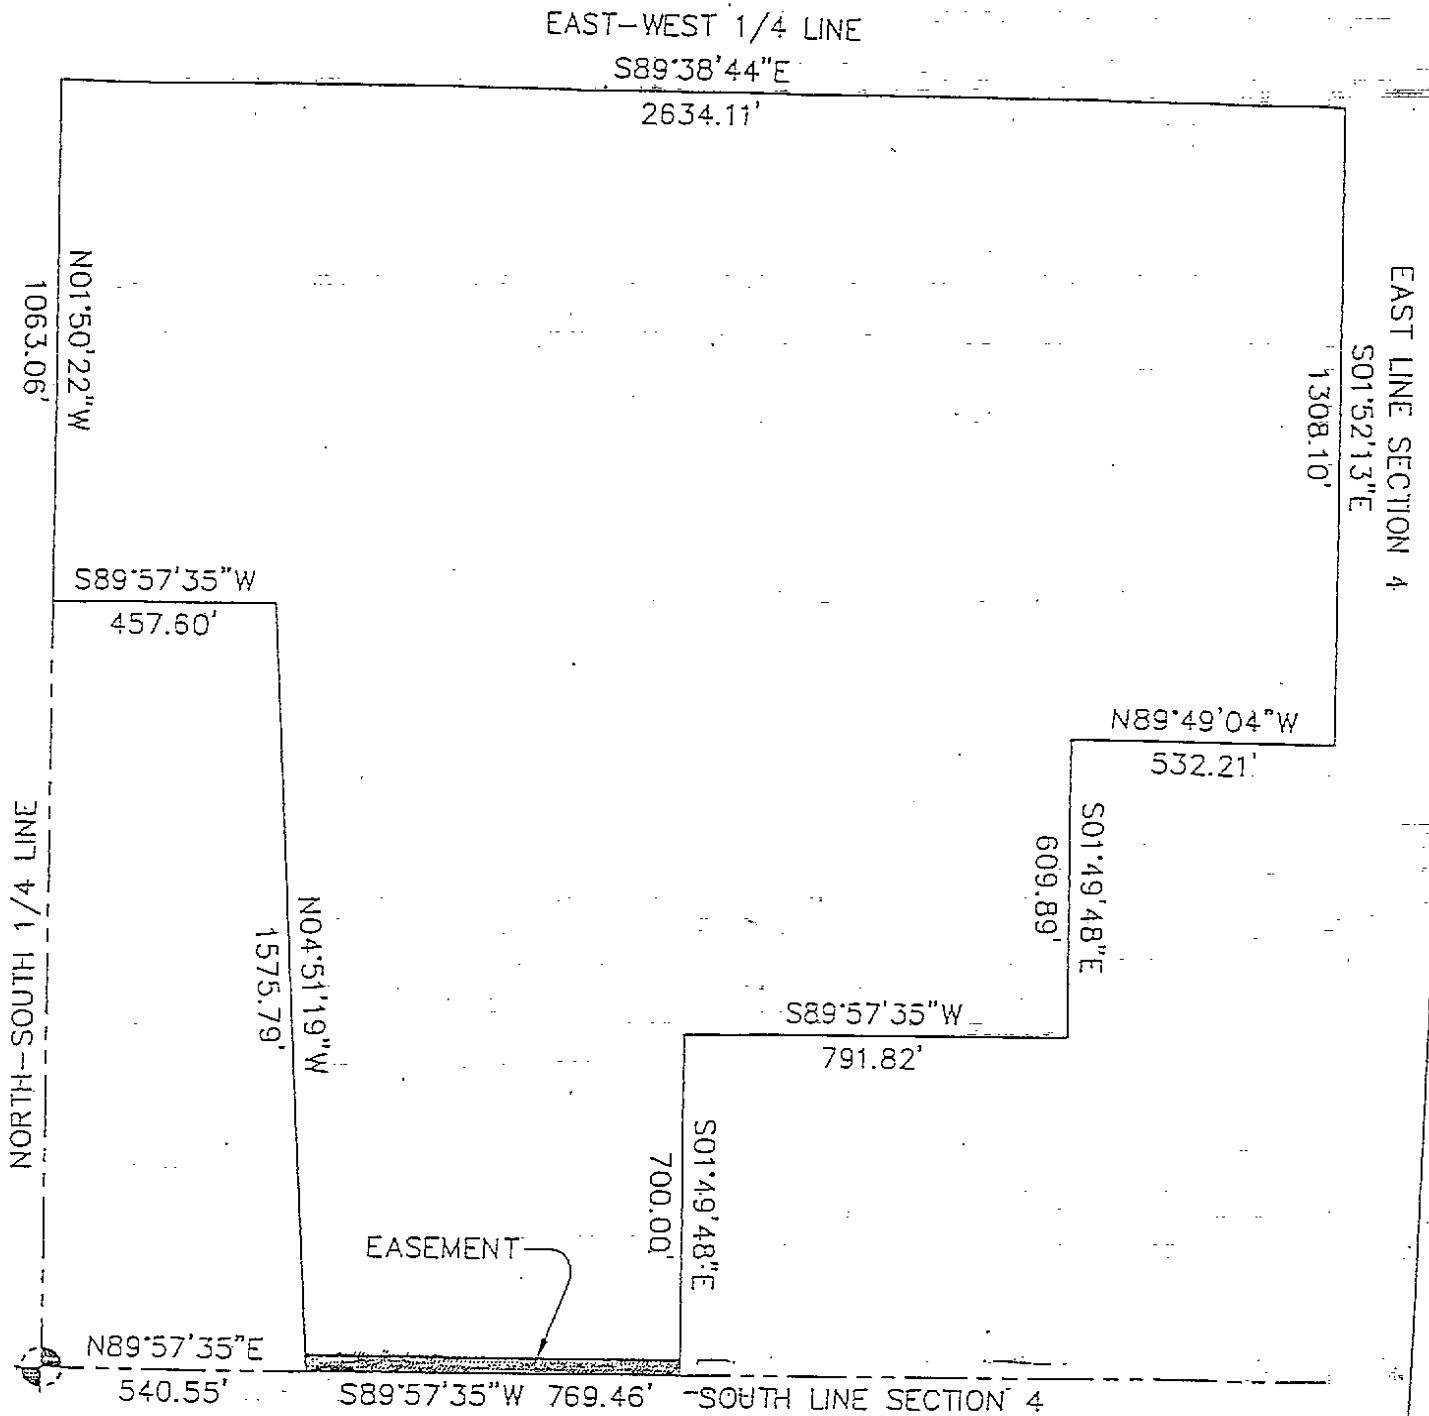 EAST-WEST 1/4 LINE
S89°38'44"E
2634.11'
N01°50'22"W
1063.06'
EAST LINE SECTION 4
S01°52'13"E
1308.10'
S89°57'35"W
457.60'
N89°49'04"W
532.21'
S01°49'48"E
609.89'
NORTH-SOUTH 1/4 LINE
N04°51'19"W
1575.79'
S89°57'35"W
791.82'
S01°49'48"E
700.00'
EASEMENT
N89°57'35"E
540.55'
S89°57'35"W 769.46'
SOUTH LINE SECTION 4